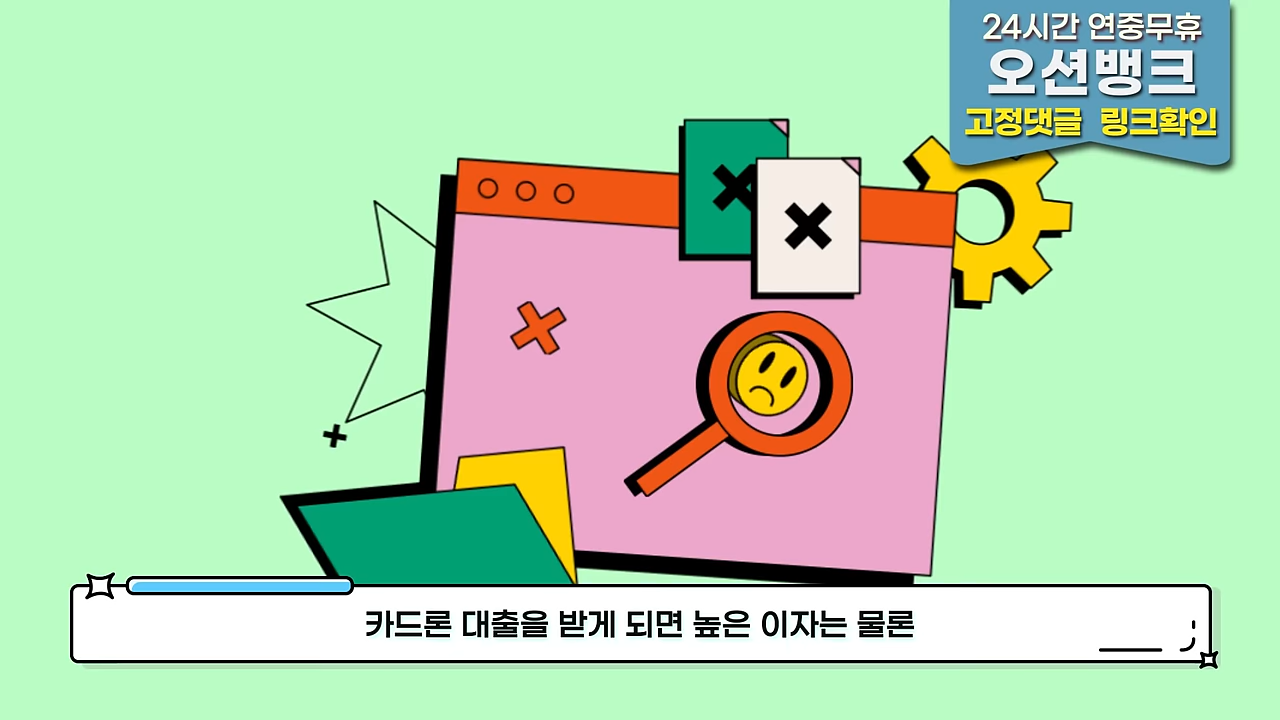 24시간 연중무휴
오션뱅크
고정댓글 링크확인
카드론 대출을 받게 되면 높은 이자는 물론